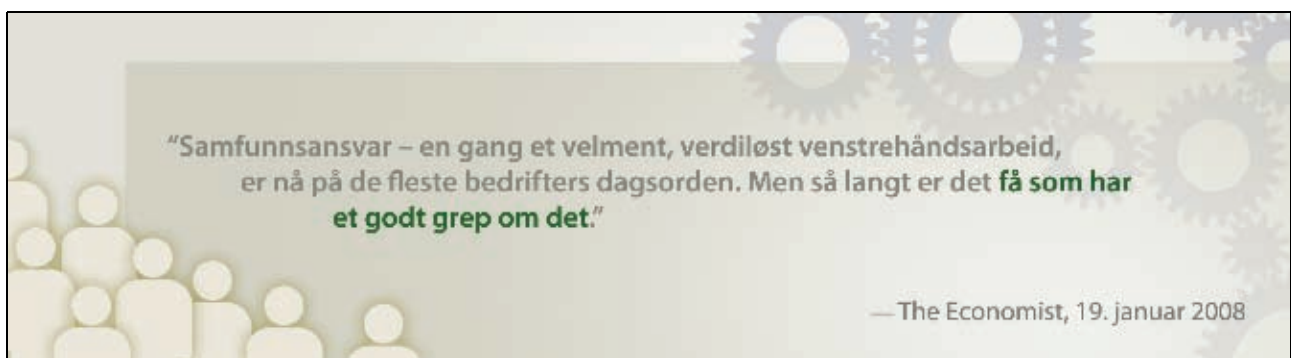 “Samfunnsansvar – en gang et velment, verdiløst venstrehåndsarbeid,
er nå på de fleste bedrifters dagsorden. Men så langt er det få som har
et godt grep om det.”
— The Economist, 19. januar 2008